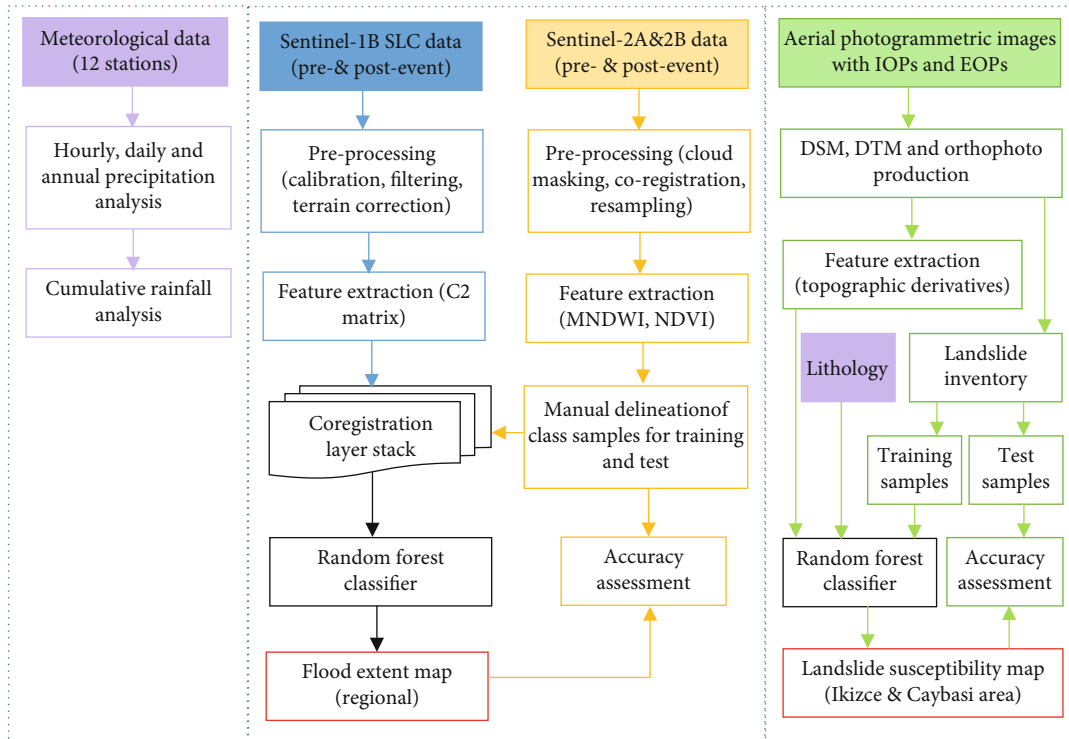 Meteorological data
(12 stations)
Hourly, daily and
annual precipitation
analysis
Cumulative rainfall
analysis
Sentinel-1B SLC data
(pre-& post-event)
Pre-processing
(calibration, filtering,
terrain correction)
Feature extraction (C2
matrix)
Coregistration
layer stack
Random forest
classifier
Flood extent map
(regional)
Sentinel-2A&2B data
(pre- & post-event)
Pre-processing (cloud
masking, co-registration,
resampling)
Feature extraction
(MNDWI, NDVI)
Manual delineationof
class samples for training
and test
Accuracy
assessment
Aerial photogrammetric images
with IOPs and EOPs
DSM, DTM and orthophoto
production
Feature extraction
(topographic derivatives)
Lithology
Landslide
inventory
Training
samples
Test
samples
Random forest
classifier
Accuracy
assessment
Landslide susceptibility map
(Ikizce & Caybasi area)